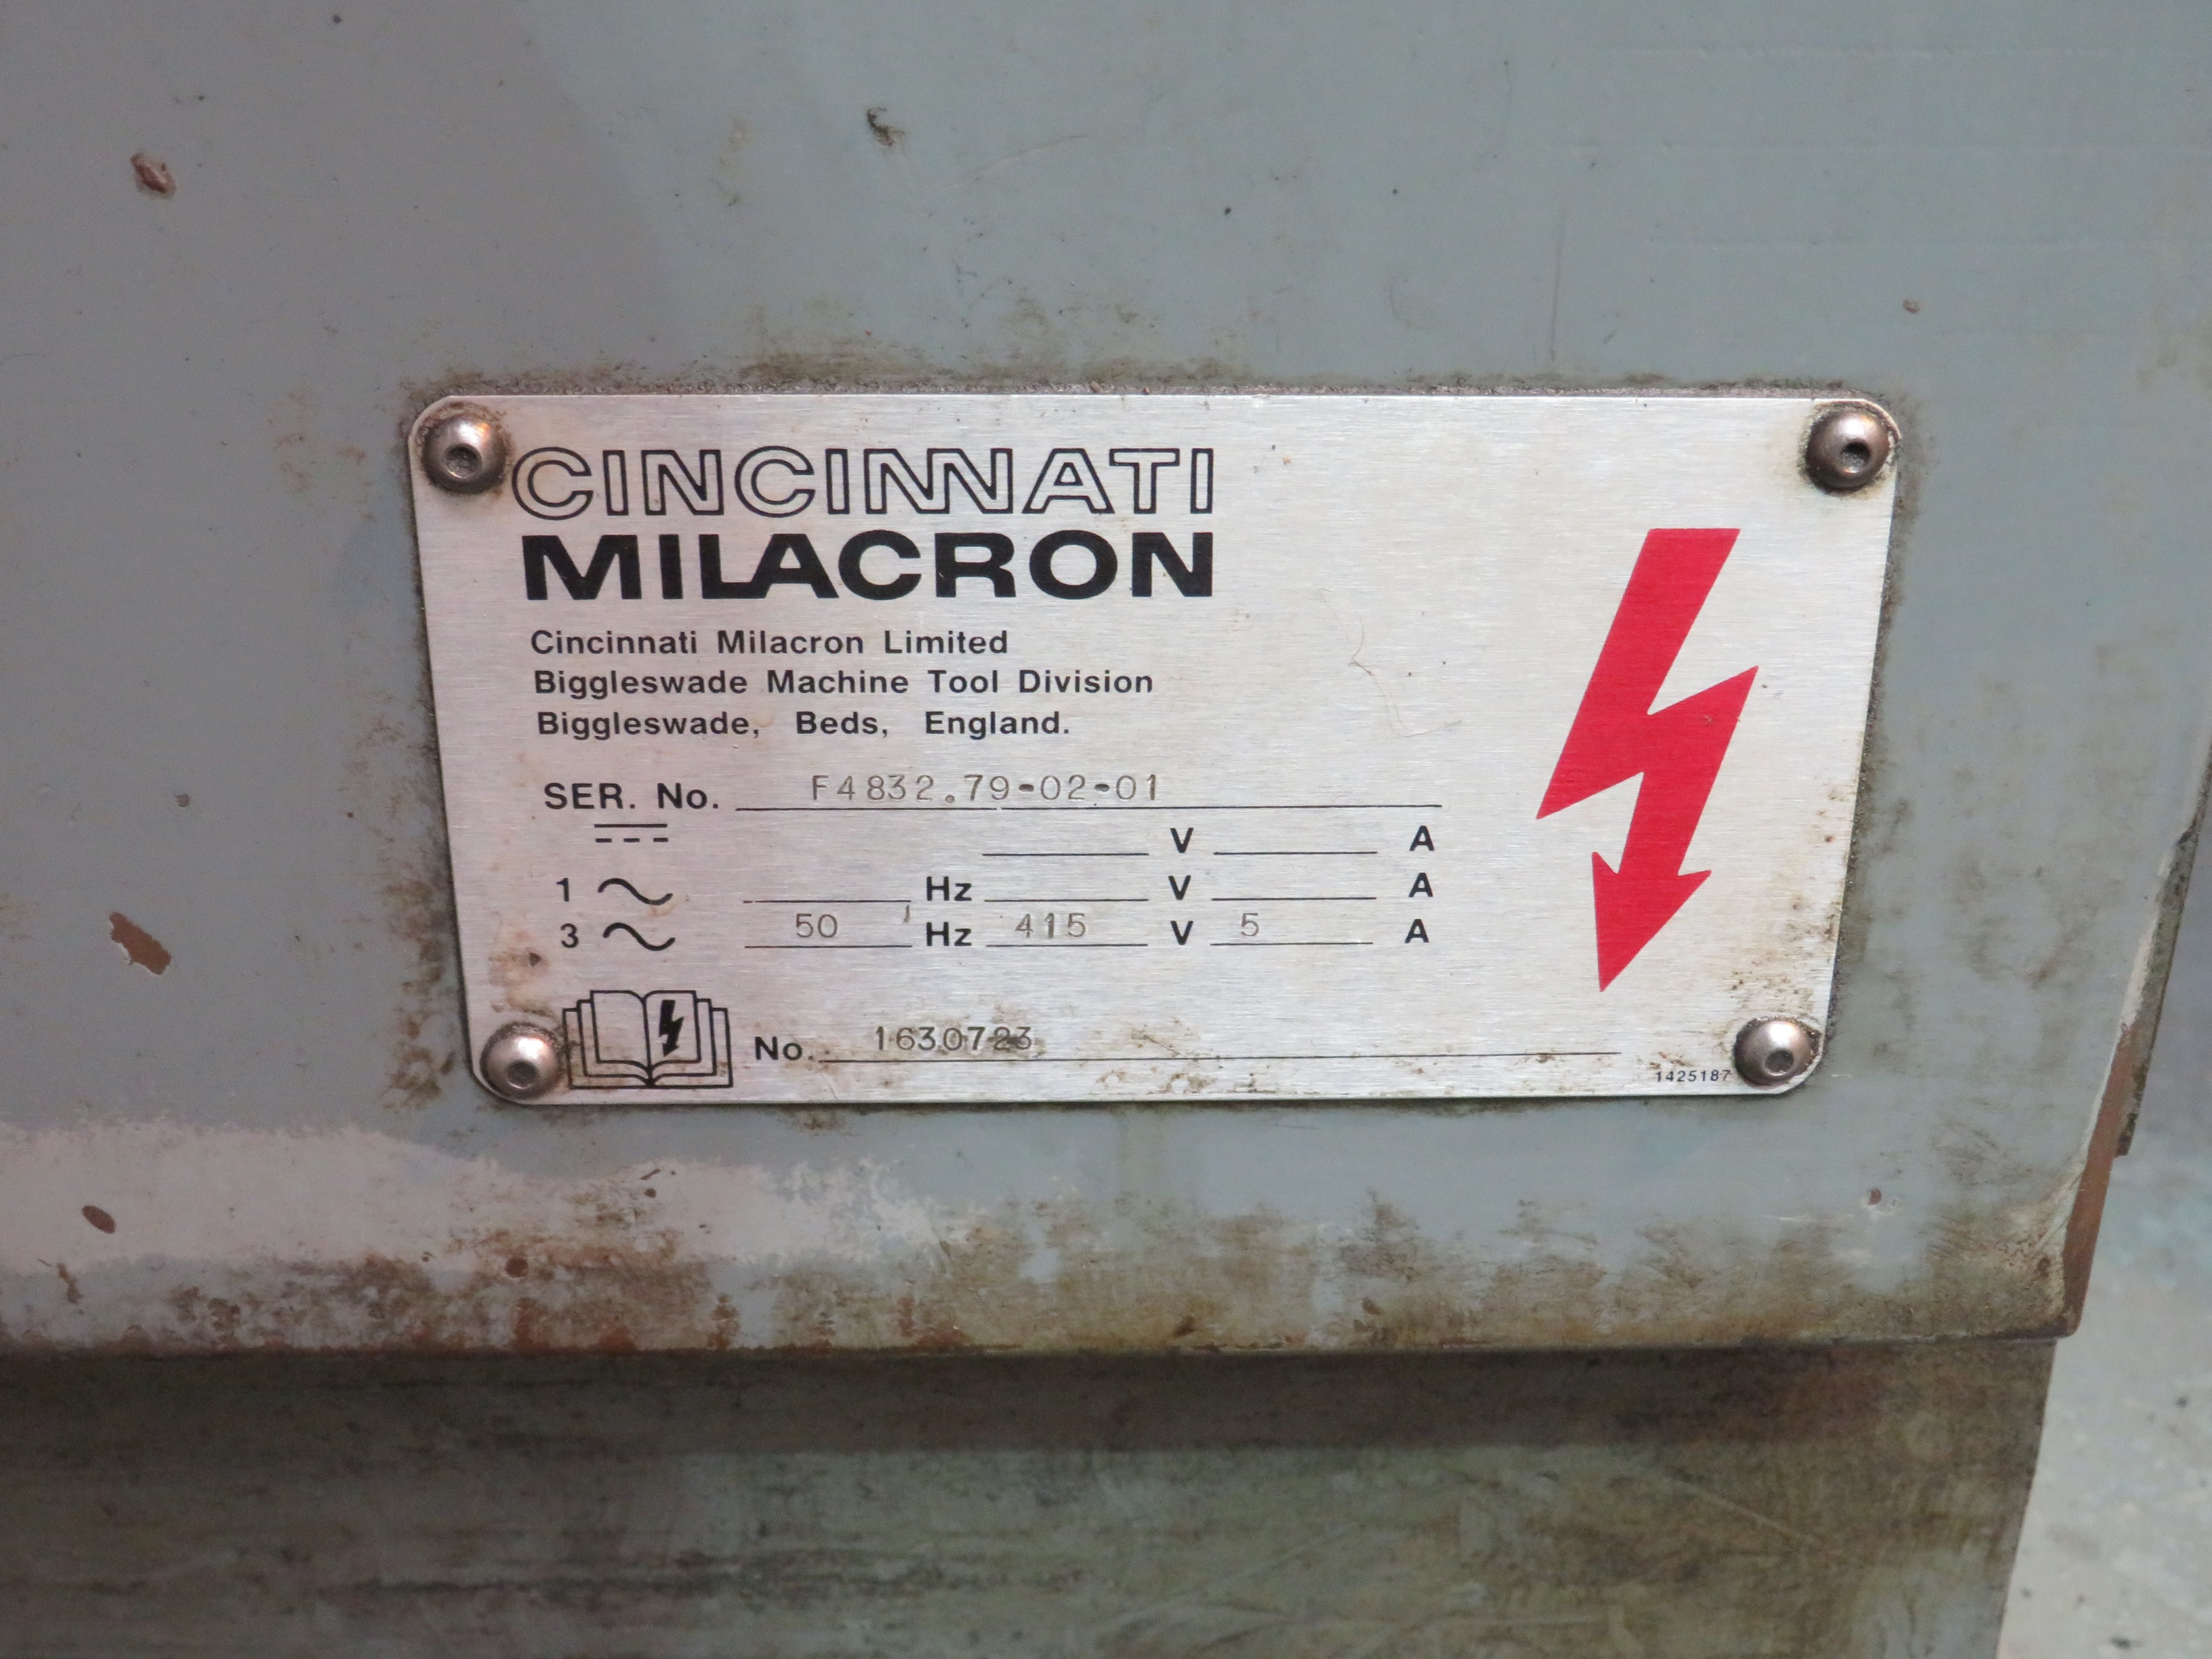 CINCINNATI
MILACRON
Cincinnati Milacron Limited
Biggleswade Machine Tool Division
Biggleswade, Beds, England.
SER. No. F4832.79-02-01
V A
1 Hz V A
3 50 Hz 415 V 5 A
No. 1630723
1425187